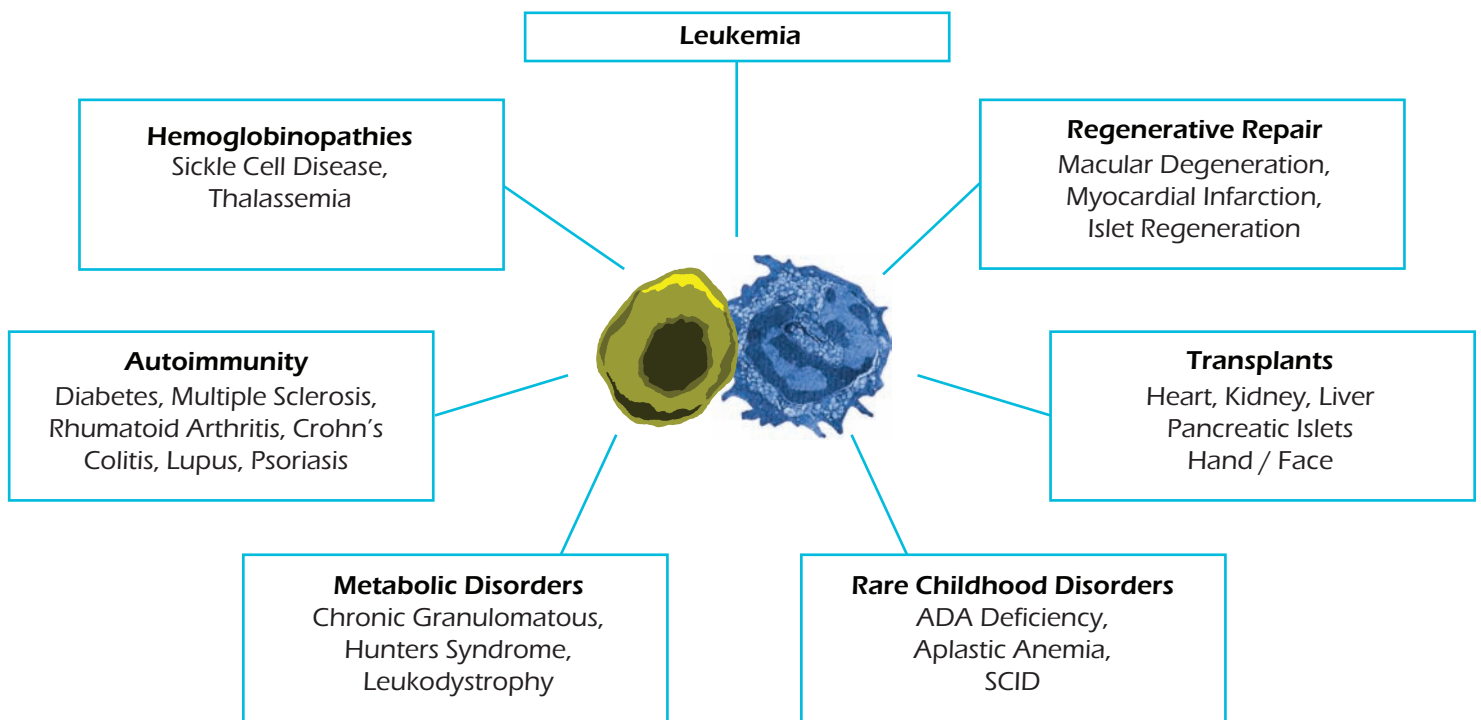 Leukemia
Hemoglobinopathies
Sickle Cell Disease,
Thalassemia
Regenerative Repair
Macular Degeneration,
Myocardial Infarction,
Islet Regeneration
Autoimmunity
Diabetes, Multiple Sclerosis,
Rhumatoid Arthritis, Crohn's
Colitis, Lupus, Psoriasis
Transplants
Heart, Kidney, Liver
Pancreatic Islets
Hand / Face
Metabolic Disorders
Chronic Granulomatous,
Hunters Syndrome,
Leukodystrophy
Rare Childhood Disorders
ADA Deficiency,
Aplastic Anemia,
SCID